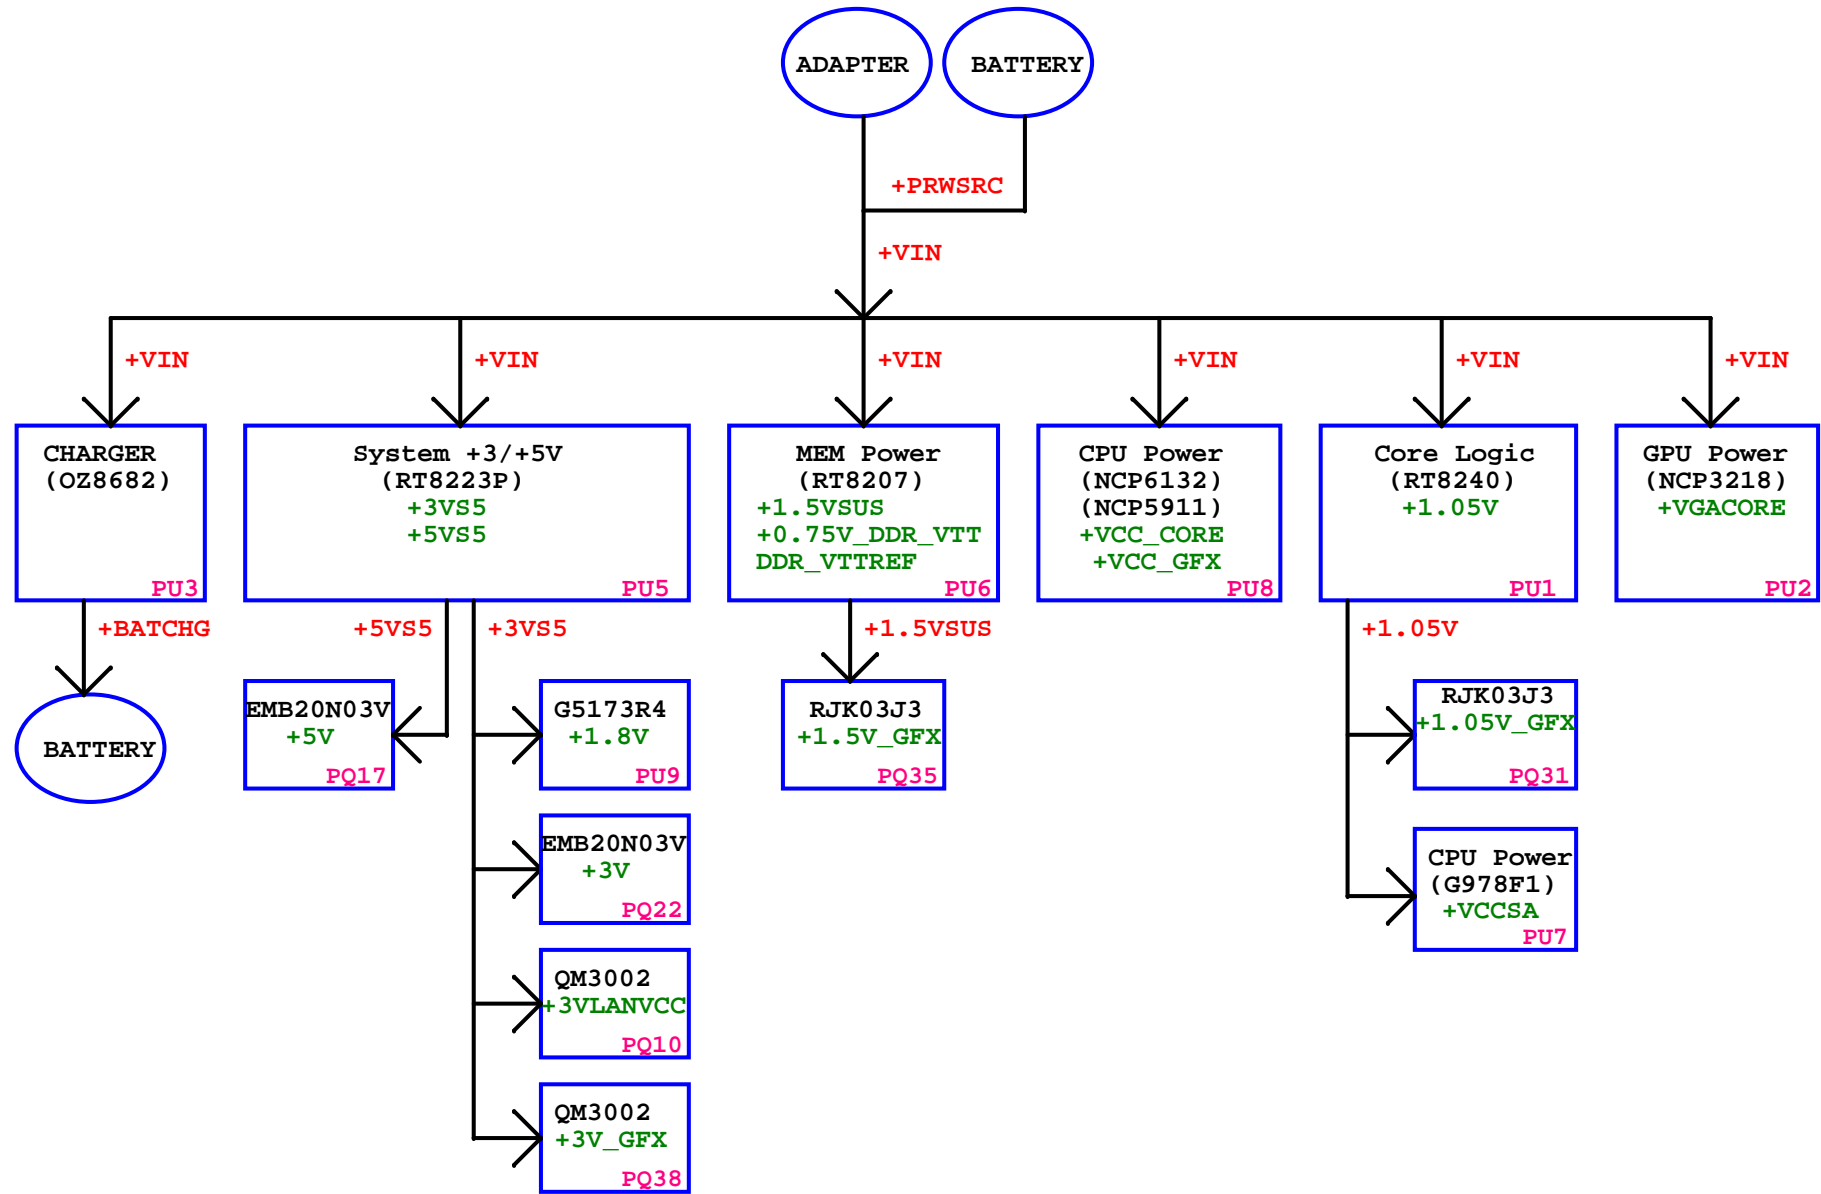 ADAPTER
BATTERY
+PRWSRC
+VIN
+VIN
+VIN
+VIN
+VIN
+VIN
+VIN
CHARGER
(OZ8682)
PU3
System +3/+5V
(RT8223P)
+3VS5
+5VS5
PU5
MEM Power
(RT8207)
+1.5VSUS
+0.75V_DDR_VTT
DDR_VTTREF
PU6
CPU Power
(NCP6132)
(NCP5911)
+VCC_CORE
+VCC_GFX
PU8
Core Logic
(RT8240)
+1.05V
PU1
GPU Power
(NCP3218)
+VGACORE
PU2
+BATCHG
+5VS5
+3VS5
+1.5VSUS
+1.05V
BATTERY
EMB20N03V
+5V
PQ17
G5173R4
+1.8V
PU9
RJK03J3
+1.5V_GFX
PQ35
RJK03J3
+1.05V_GFX
PQ31
EMB20N03V
+3V
PQ22
CPU Power
(G978F1)
+VCCSA
PU7
QM3002
+3VLANVCC
PQ10
QM3002
+3V_GFX
PQ38